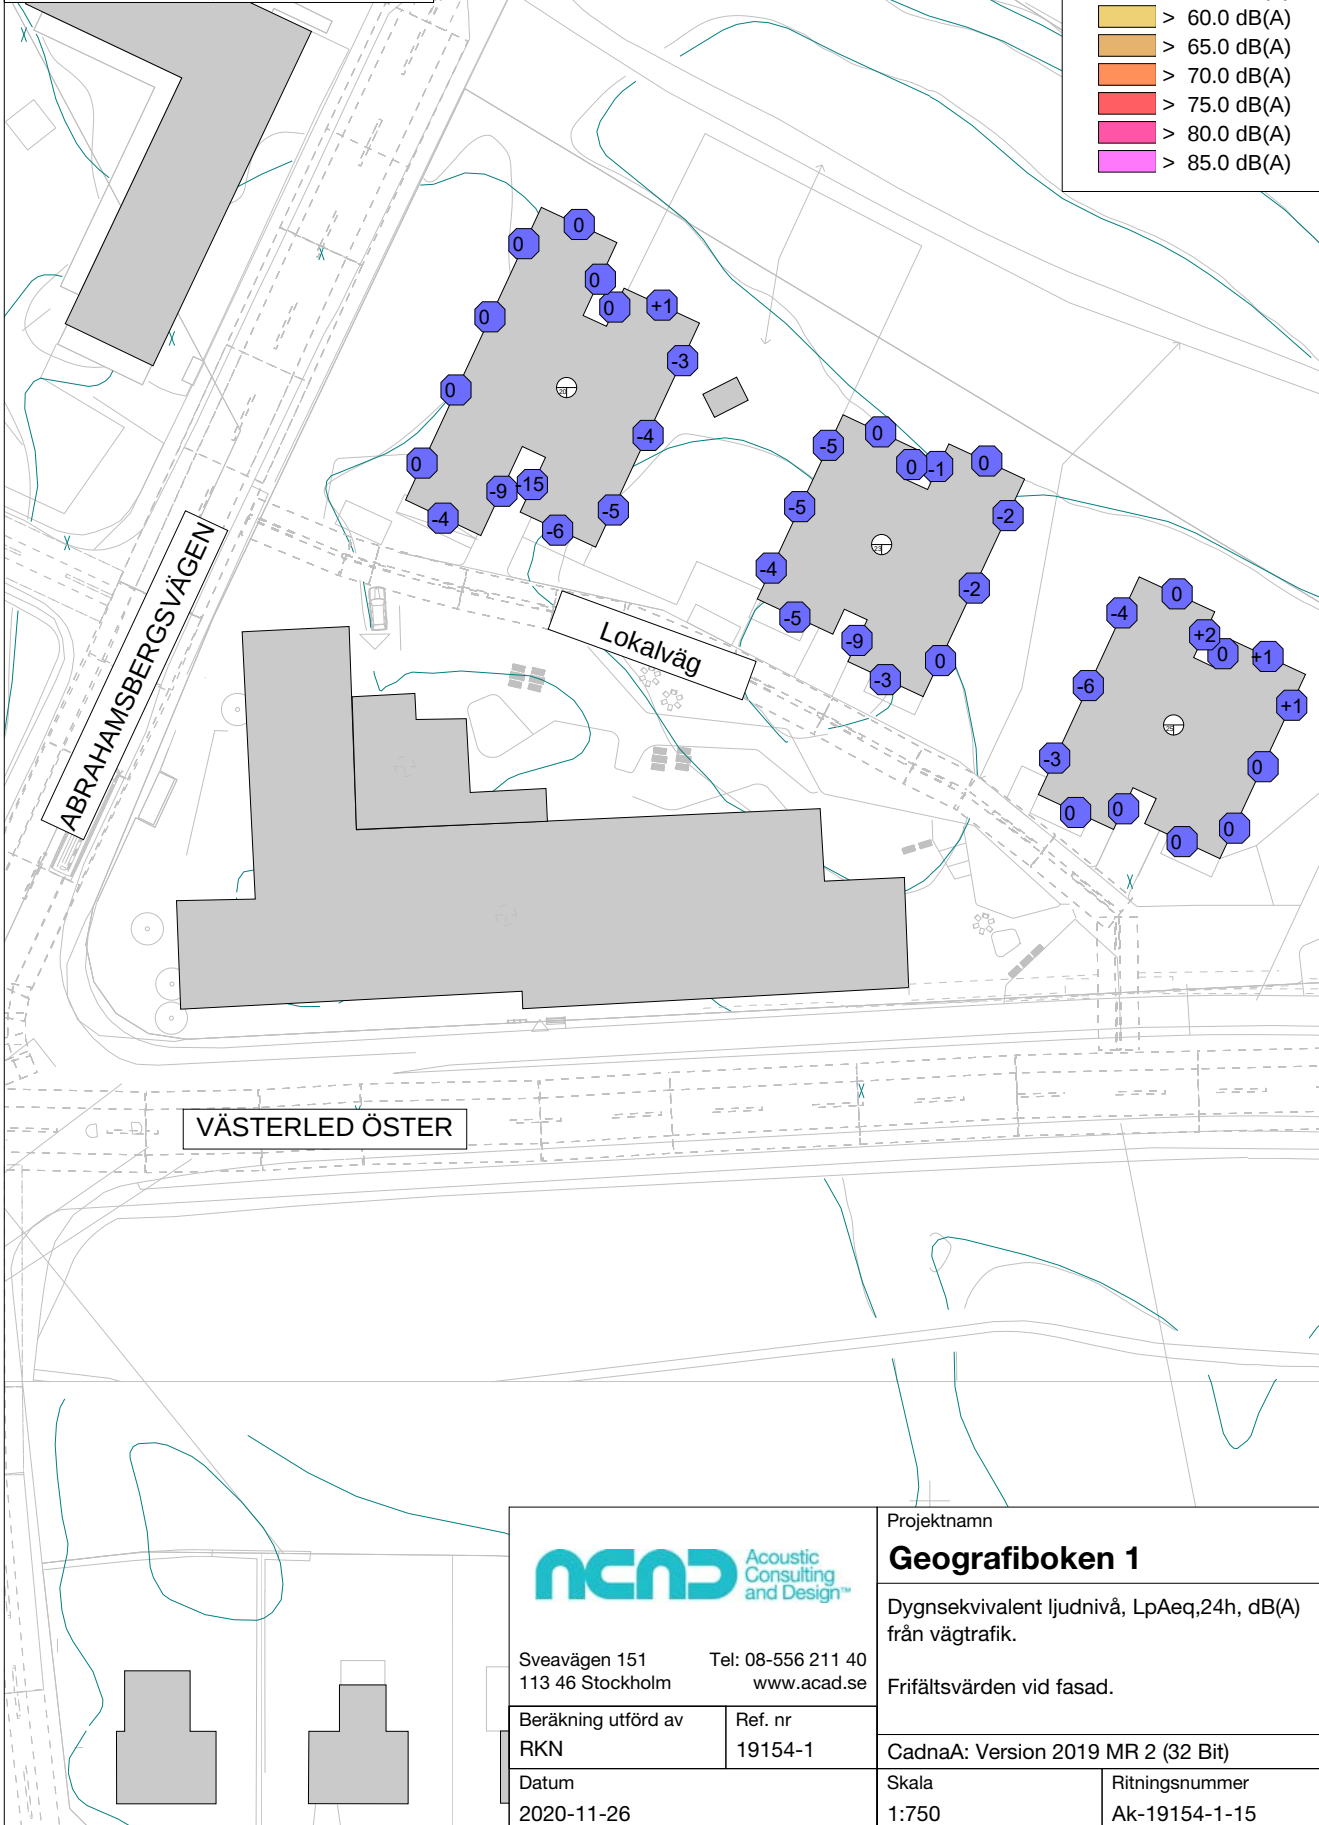 > 60.0 dB(A)
> 65.0 dB(A)
> 70.0 dB(A)
> 75.0 dB(A)
> 80.0 dB(A)
> 85.0 dB(A)
0
0
0
0
0
+1
-3
0
20
-4
0
-9
-15
-5
-4
-6
-5
0
0
-1
0
-5
-2
23
-4
-2
-5
-9
0
-3
-4
0
+2
0
+1
-6
+1
25
-3
0
0
0
0
0
ABRAHAMSBERGSVÄGEN
Lokalväg
VÄSTERLED ÖSTER
ACAD Acoustic
Consulting
and Design™
Sveavägen 151 Tel: 08-556 211 40
113 46 Stockholm www.acad.se
Beräkning utförd av
RKN
Ref. nr
19154-1
Datum
2020-11-26
Projektnamn
Geografiboken 1
Dygnsekvivalent ljudnivå, LpAeq,24h, dB(A)
från vägtrafik.
Frifältsvärden vid fasad.
CadnaA: Version 2019 MR 2 (32 Bit)
Skala
1:750
Ritningsnummer
Ak-19154-1-15